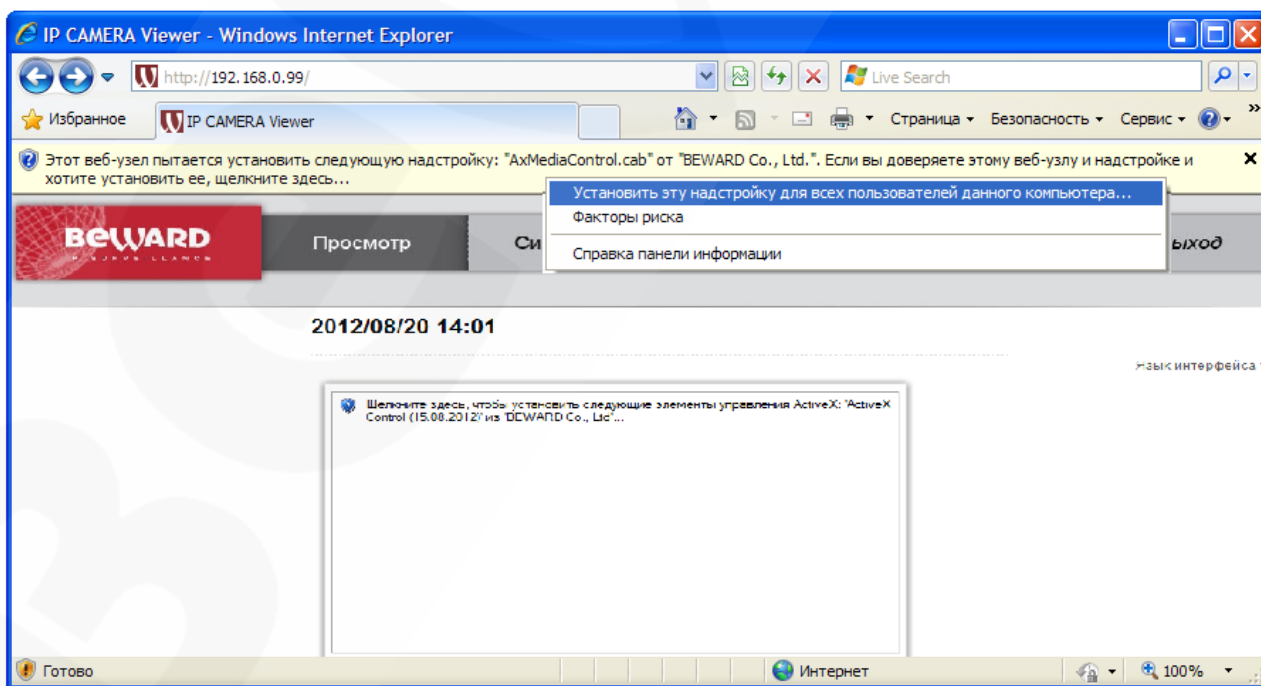 IP CAMERA Viewer - Windows Internet Explorer
http://192.168.0.99/
Live Search
Избранное
IP CAMERA Viewer
Страница
Безопасность
Сервис
Этот веб-узел пытается установить следующую надстройку: "AxMediaControl.cab" от "BEWARD Co., Ltd.". Если вы доверяете этому веб-узлу и надстройке и
хотите установить ее, щелкните здесь...
Установить эту надстройку для всех пользователей данного компьютера...
Факторы риска
Справка панели информации
BEWARD
Просмотр
Си
ыход
2012/08/20 14:01
Язык интерфейса
Щелкните здесь, чтобы установить следующие элементы управления ActiveX: 'ActiveX
Control (15.08.2012)' из 'BEWARD Co., Ltd'...
Готово
Интернет
100%